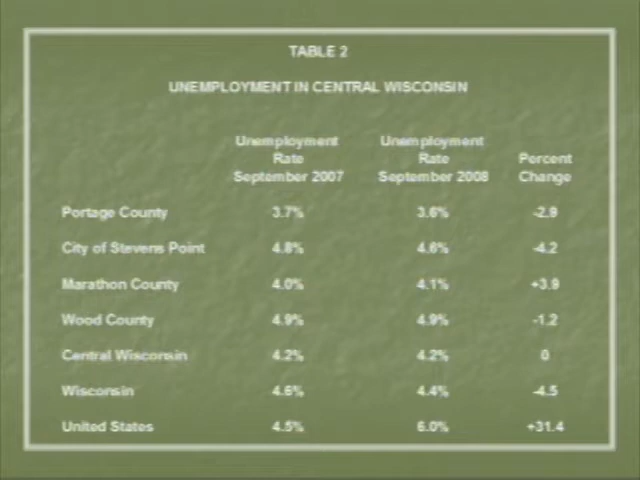 TABLE 2
UNEMPLOYMENT IN CENTRAL WISCONSIN
Unemployment Unemployment
Rate Rate Percent
September 2007 September 2008 Change
Portage County 3.7% 3.6% -2.9
City of Stevens Point 4.8% 4.6% -4.2
Marathon County 4.0% 4.1% +3.9
Wood County 4.9% 4.9% -1.2
Central Wisconsin 4.2% 4.2% 0
Wisconsin 4.6% 4.4% -4.5
United States 4.5% 6.0% +31.4